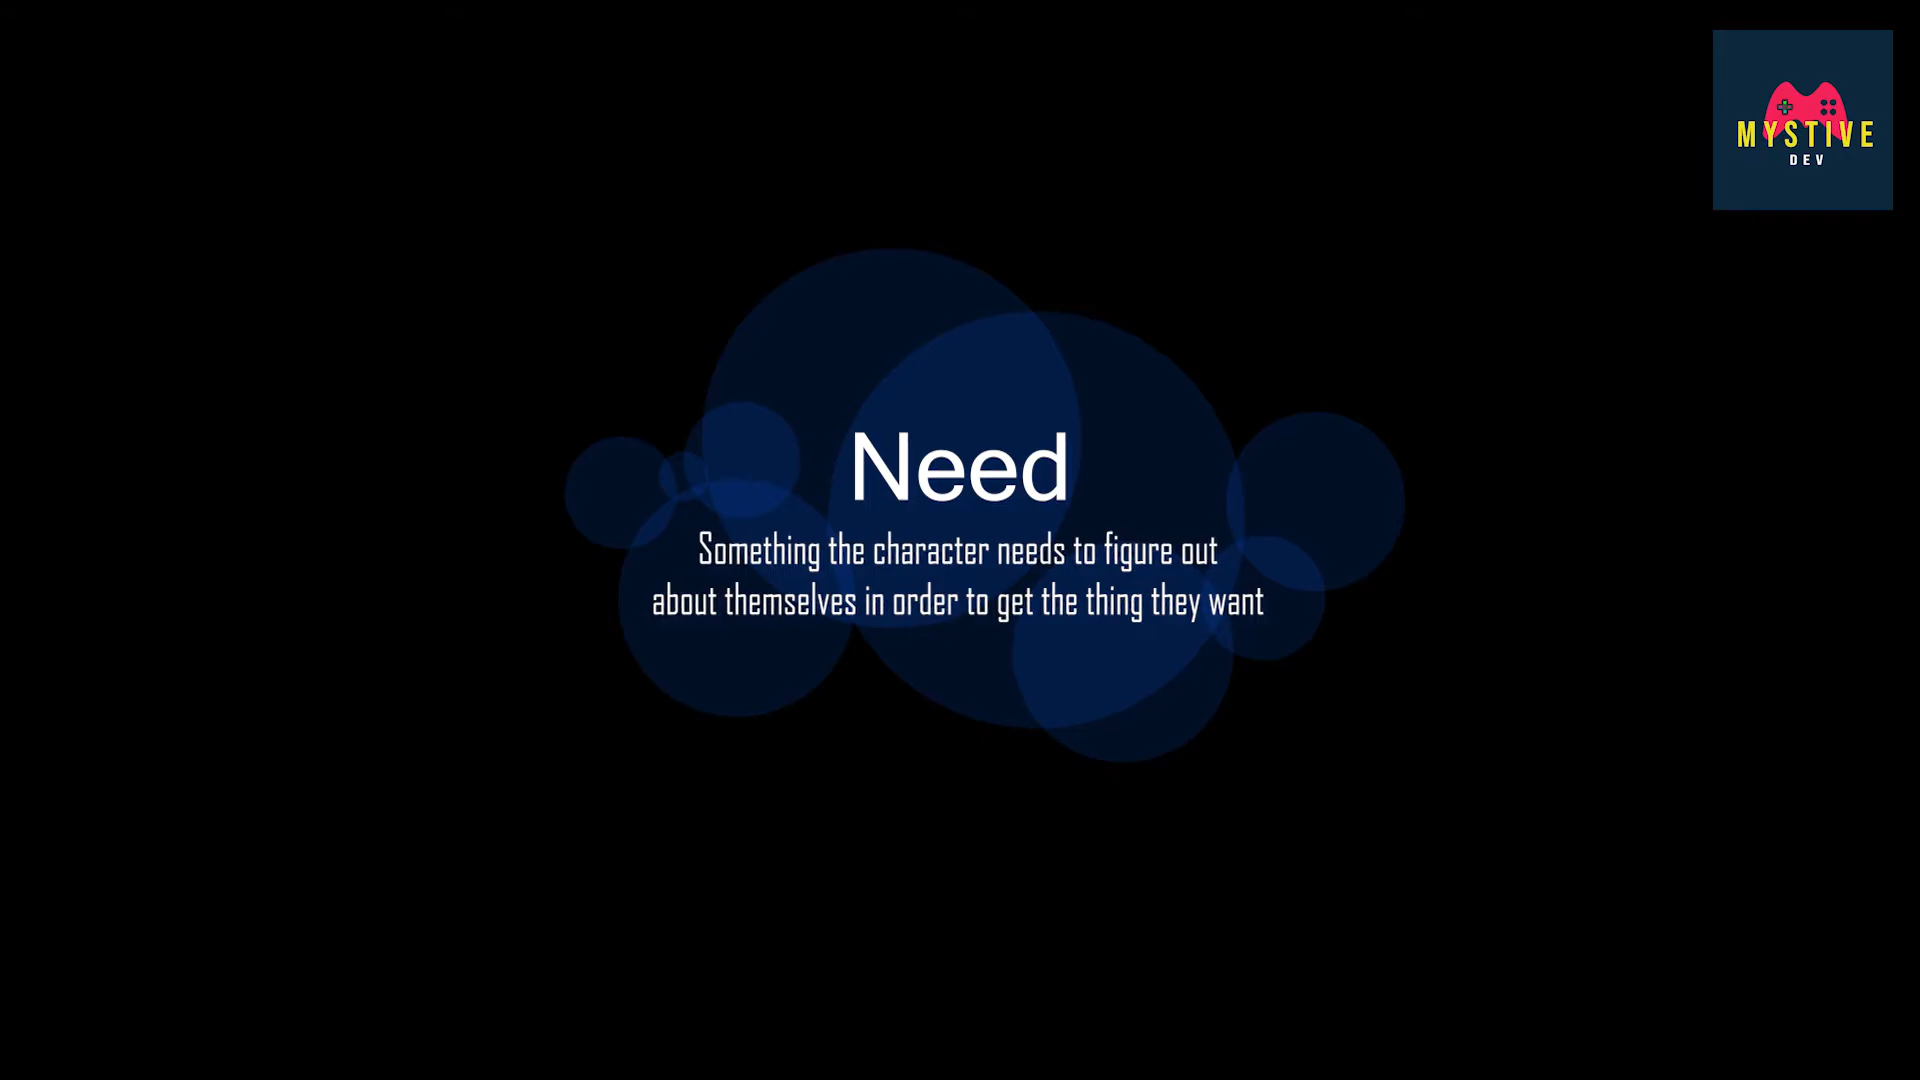 MYSTIVE
DEV
Need
Something the character needs to figure out
about themselves in order to get the thing they want